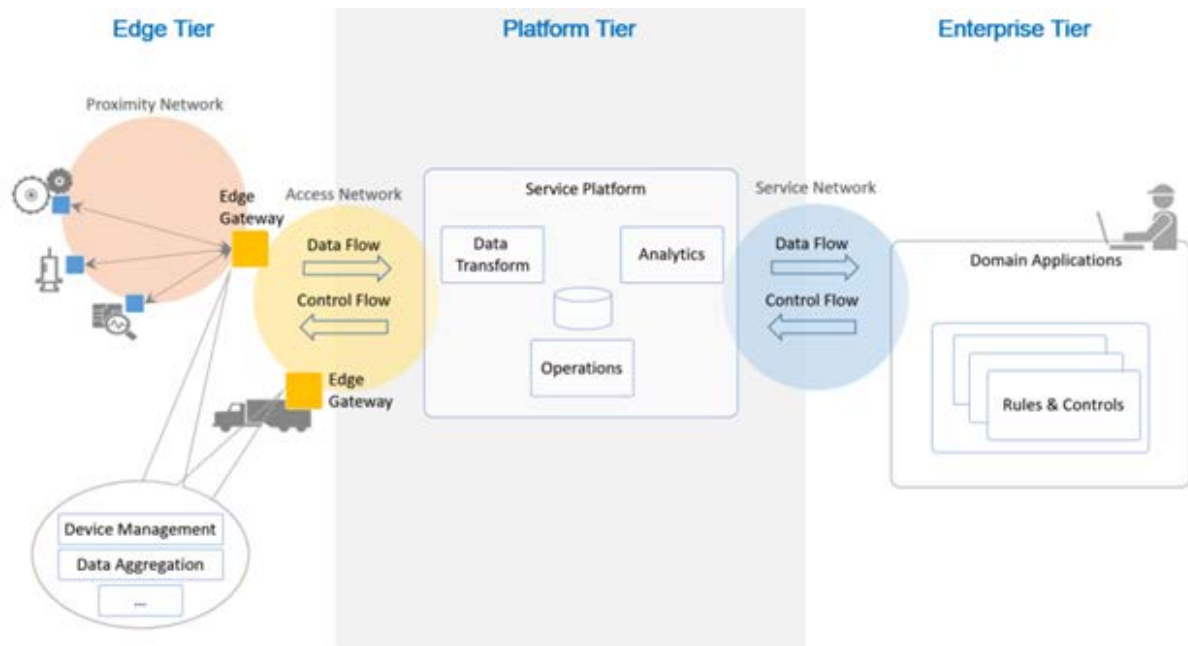 Edge Tier
Platform Tier
Enterprise Tier
Proximity Network
Edge
Gateway
Access Network
Data Flow
Control Flow
Edge
Gateway
Service Platform
Data
Transform
Analytics
Operations
Service Network
Data Flow
Control Flow
Domain Applications
Rules & Controls
Device Management
Data Aggregation
...